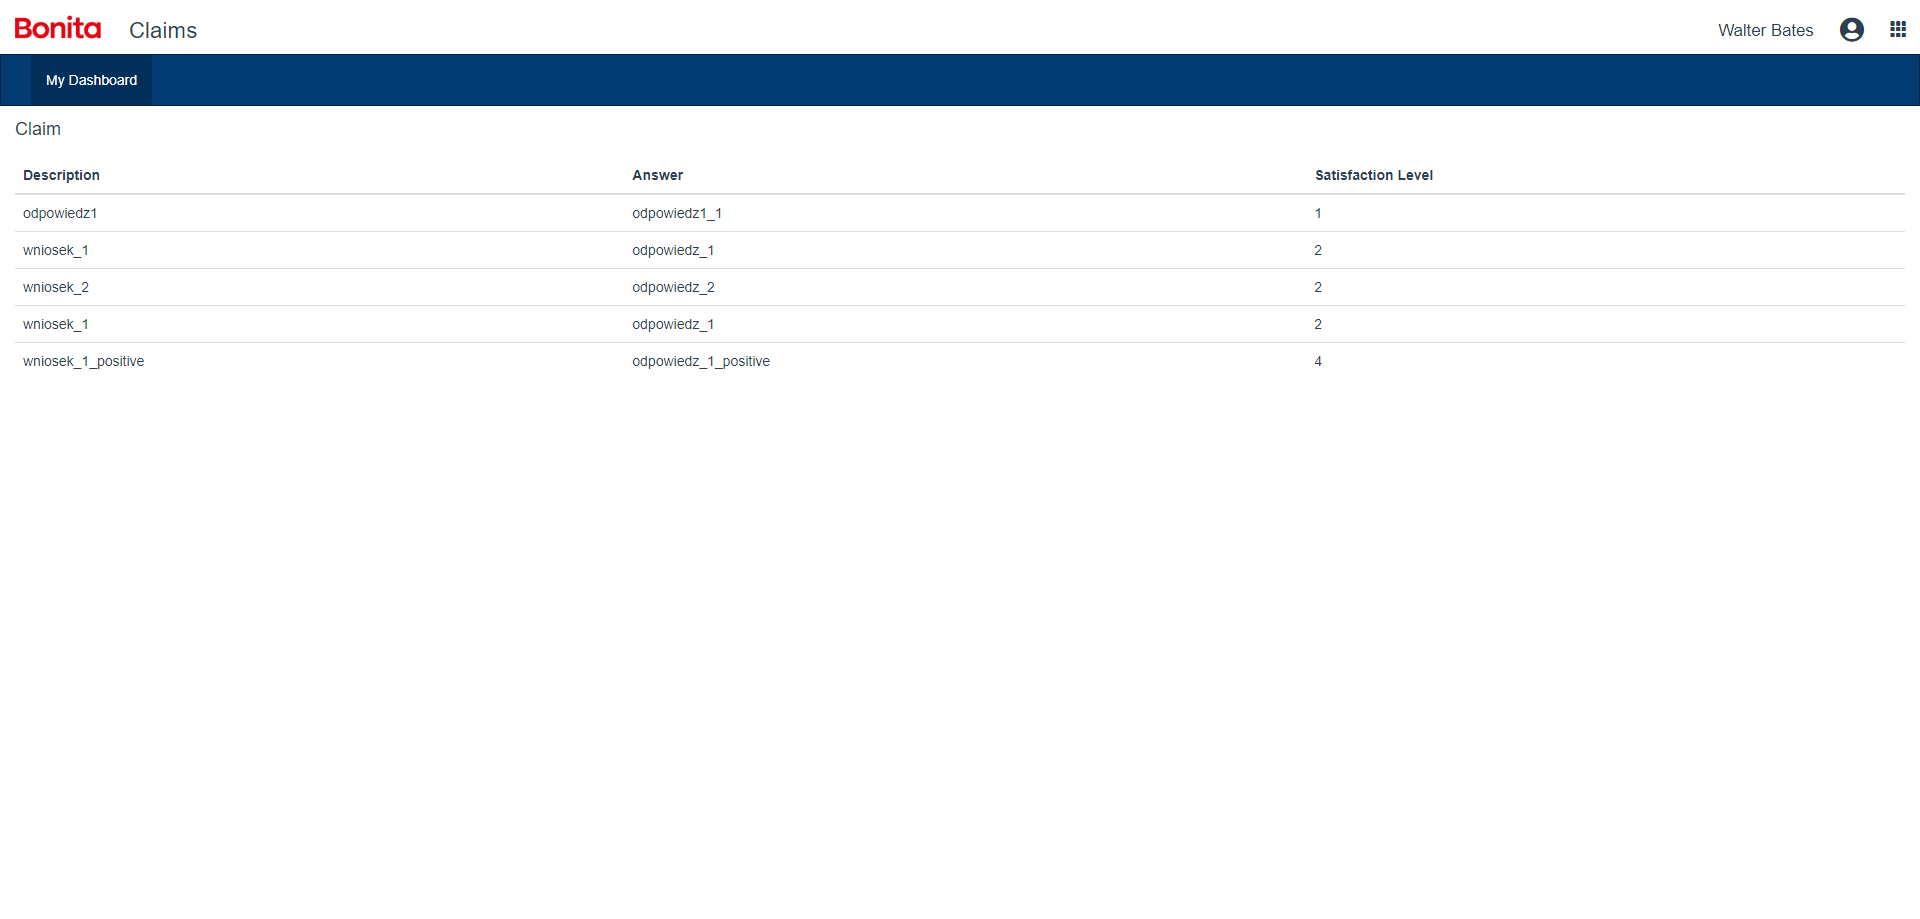 Bonita Claims Walter Bates
My Dashboard
Claim
Description Answer Satisfaction Level
odpowiedz1 odpowiedz1_1 1
wniosek_1 odpowiedz_1 2
wniosek_2 odpowiedz_2 2
wniosek_1 odpowiedz_1 2
wniosek_1_positive odpowiedz_1_positive 4